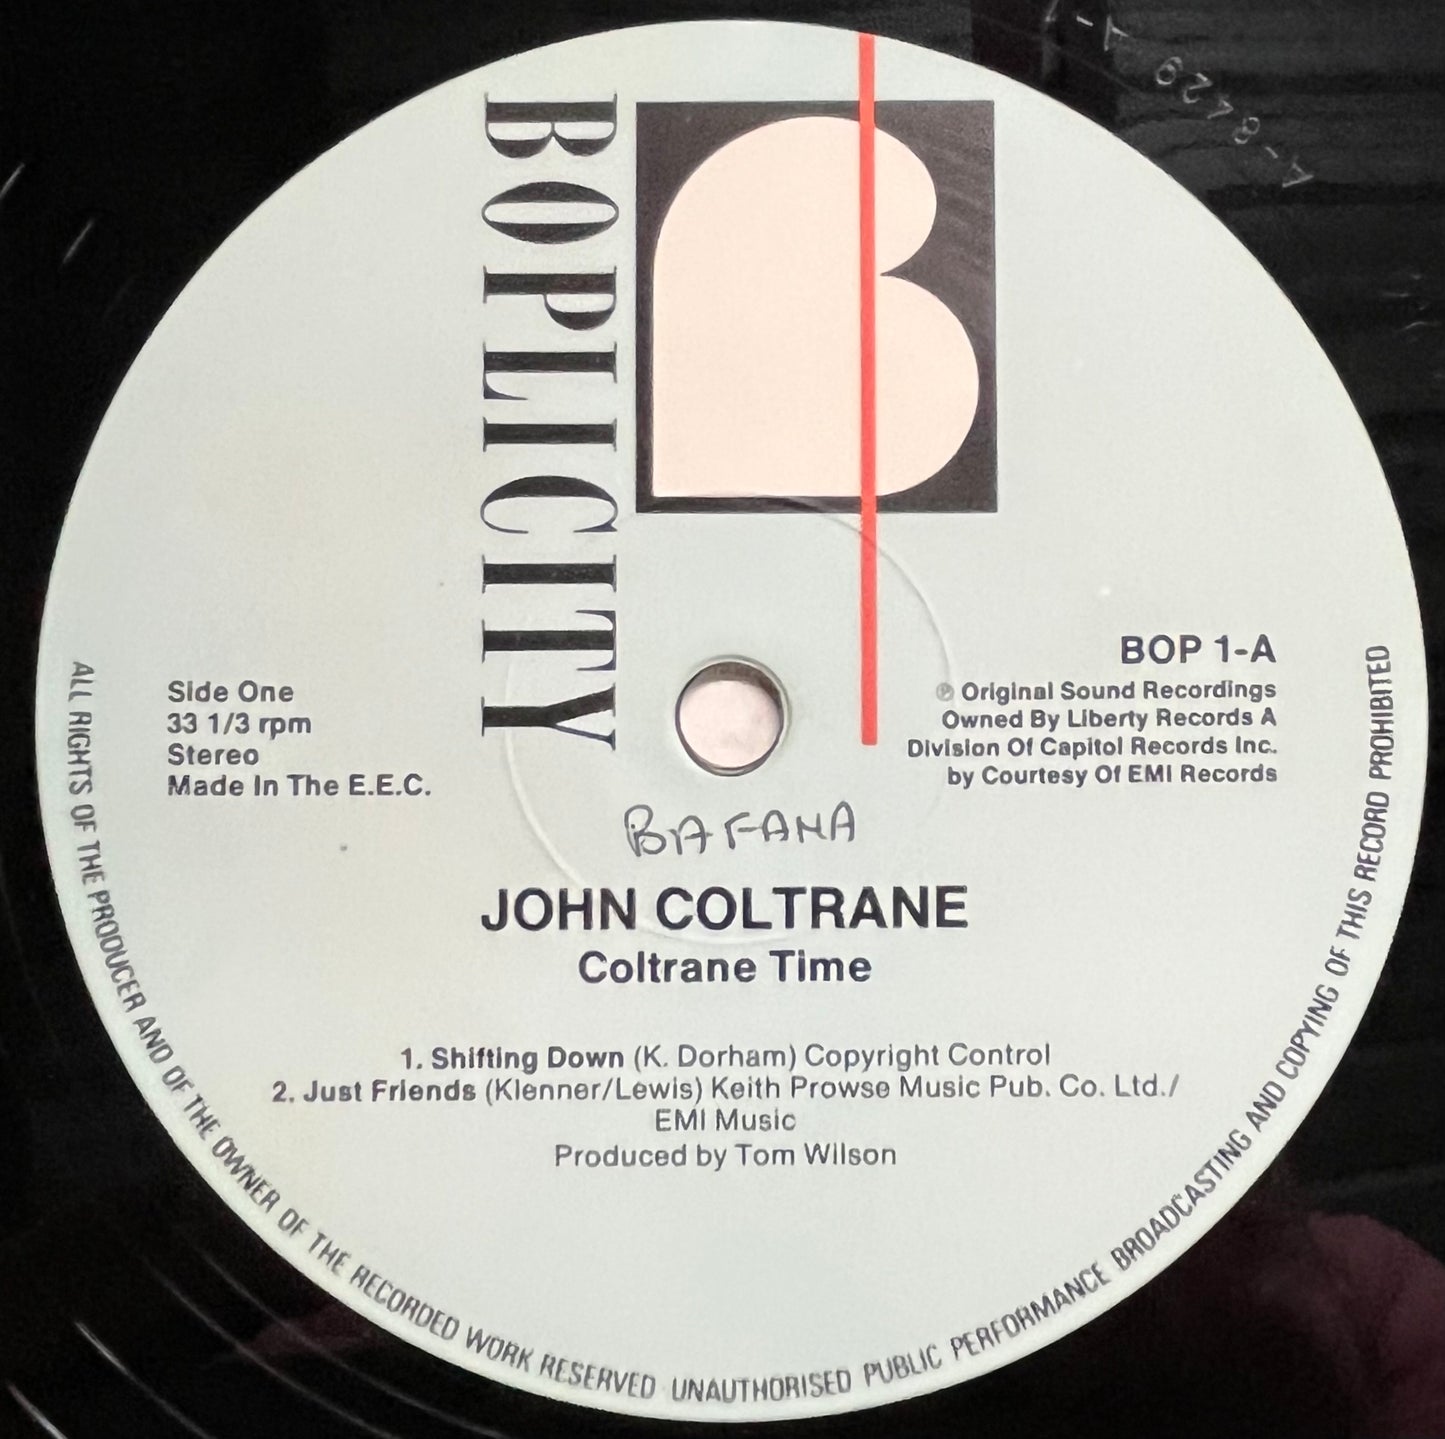 BOPLICITY
BOP 1-A
Side One
33 1/3 rpm
Stereo
Made In The E.E.C.
℗ Original Sound Recordings
Owned By Liberty Records A
Division Of Capitol Records Inc.
by Courtesy Of EMI Records
BAFANA
JOHN COLTRANE
Coltrane Time
1. Shifting Down (K. Dorham) Copyright Control
2. Just Friends (Klenner/Lewis) Keith Prowse Music Pub. Co. Ltd./
EMI Music
Produced by Tom Wilson
ALL RIGHTS OF THE PRODUCER AND OF THE OWNER OF THE RECORDED WORK RESERVED UNAUTHORISED PUBLIC PERFORMANCE BROADCASTING AND COPYING OF THIS RECORD PROHIBITED